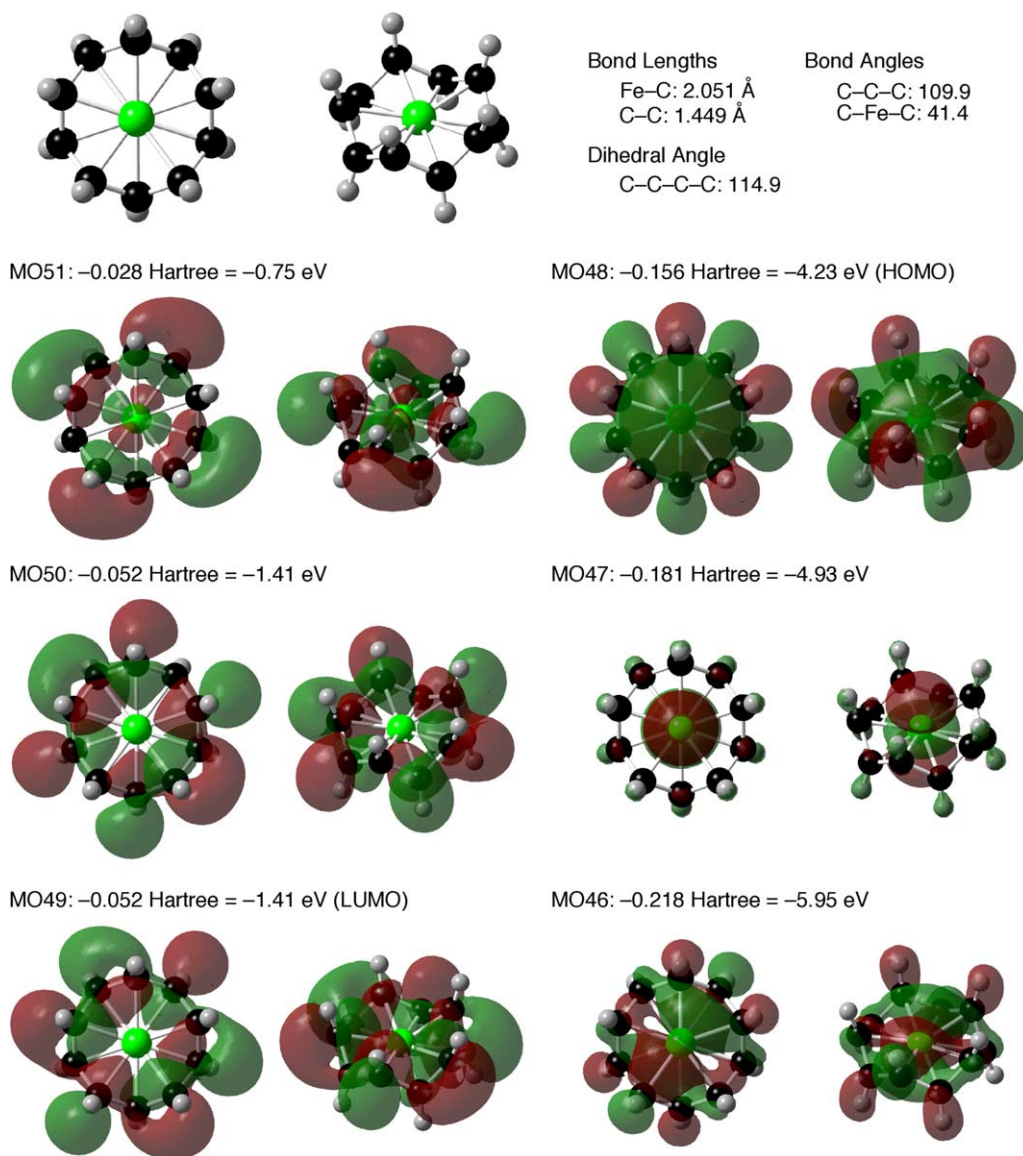 Bond Lengths
Fe–C: 2.051 Å
C–C: 1.449 Å
Dihedral Angle
C–C–C–C: 114.9
Bond Angles
C–C–C: 109.9
C–Fe–C: 41.4
MO51: –0.028 Hartree = –0.75 eV
MO48: –0.156 Hartree = –4.23 eV (HOMO)
MO50: –0.052 Hartree = –1.41 eV
MO47: –0.181 Hartree = –4.93 eV
MO49: –0.052 Hartree = –1.41 eV (LUMO)
MO46: –0.218 Hartree = –5.95 eV